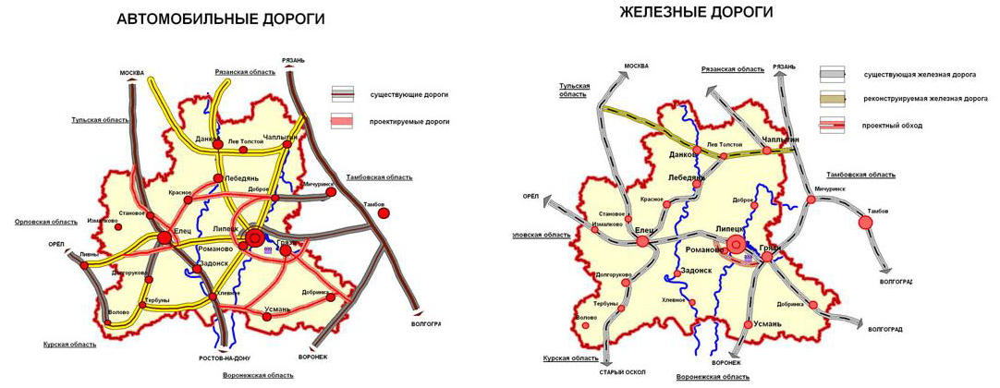 АВТОМОБИЛЬНЫЕ ДОРОГИ
РЯЗАНЬ
МОСКВА
Рязанская область
существующие дороги
Тульская область
проектируемые дороги
Данков
Лев Толстой
Чаплыгин
Лебедянь
Тамбовская область
Мичуринск
Красное
Доброе
Становое
Тамбов
Орловская область
Измалково
Елец
Липецк
ОРЁЛ
Романово
Грязи
Ливны
Задонск
Долгоруково
Хлевное
Добринка
Тербуны
Усмань
Волово
ВОЛГОГРА
Курская область
РОСТОВ-НА-ДОНУ
ВОРОНЕЖ
Воронежская область
ЖЕЛЕЗНЫЕ ДОРОГИ
МОСКВА
Рязанская область
РЯЗАНЬ
существующая железная дорога
Тульская
область
реконструируемая железная дорога
проектный обход
Чаплыгин
Лев Толстой
Данков
Лебедянь
Тамбовская область
Мичуринск
ОРЁЛ
Красное
Доброе
Тамбов
Становое
Измалково
Елец
Липецк
орловская область
Романово
Грязи
Задонск
Долгоруково
ВОЛГОГРАД
Хлевное
Добринка
Тербуны
Волово
Усмань
ВОЛГОГРАД
Курская область
СТАРЫЙ ОСКОЛ
ВОРОНЕЖ
Воронежская область